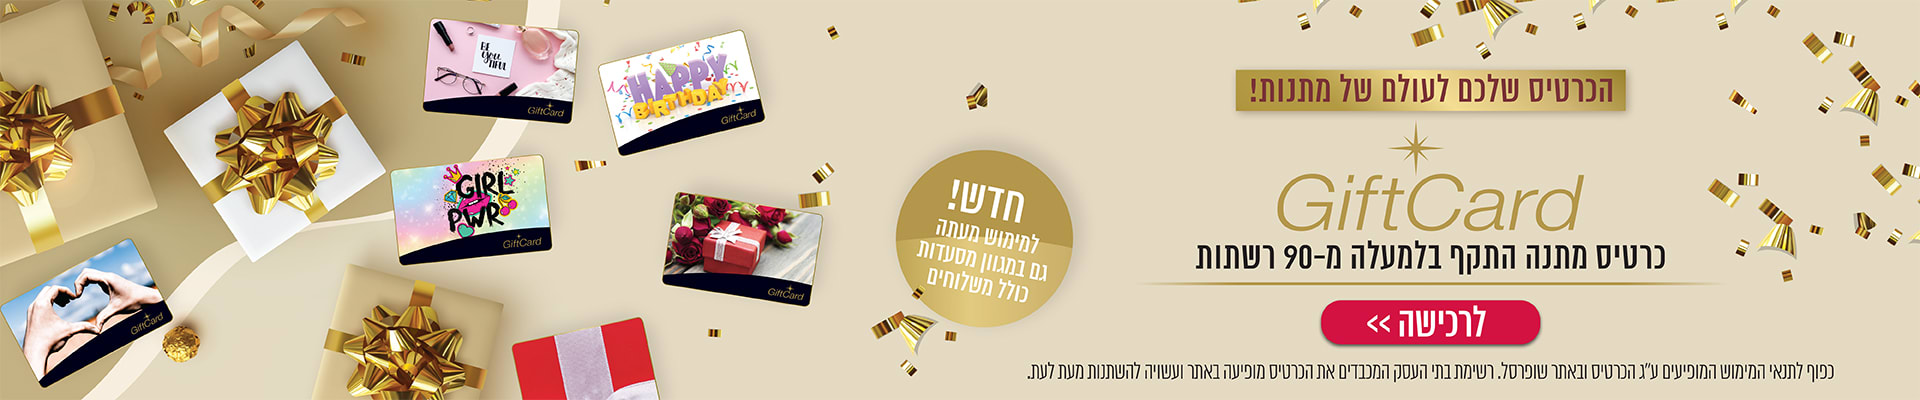 הכרטיס שלכם לעולם של מתנות!
GiftCard
כרטיס מתנה התקף בלמעלה מ-90 רשתות
לרכישה >>
כפוף לתנאי המימוש המופיעים ע"ג הכרטיס ובאתר שופרסל. רשימת בתי העסק המכבדים את הכרטיס מופיעה באתר ועשויה להשתנות מעת לעת.
חדש!
למימוש מעתה
גם במגוון מסעדות
כולל משלוחים
HAPPY
BIRTHDAY
GiftCard
BE
YOU
TIFUL
GiftCard
GIRL
PWR
GiftCard
GiftCard
GiftCard